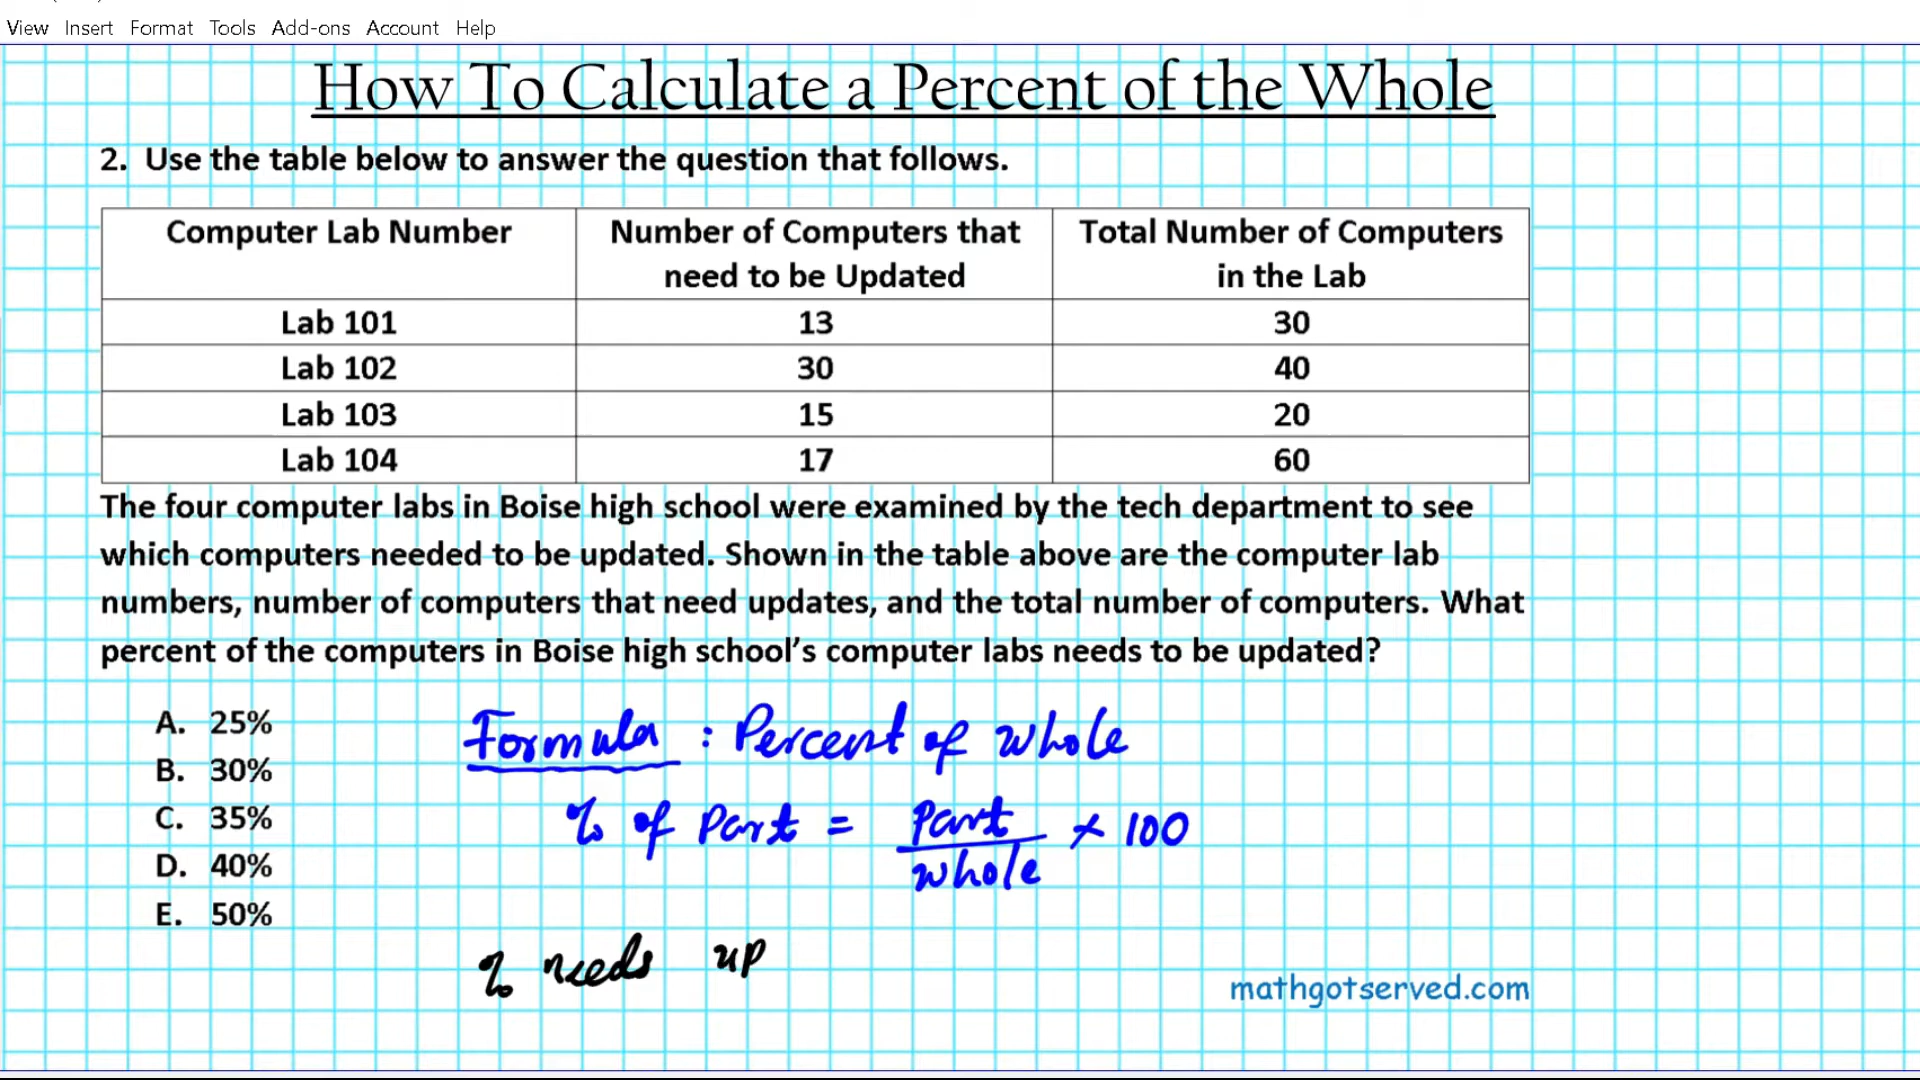 View Insert Format Tools Add-ons Account Help
How To Calculate a Percent of the Whole
2. Use the table below to answer the question that follows.
Computer Lab Number
Number of Computers that need to be Updated
Total Number of Computers in the Lab
Lab 101 13 30
Lab 102 30 40
Lab 103 15 20
Lab 104 17 60
The four computer labs in Boise high school were examined by the tech department to see
which computers needed to be updated. Shown in the table above are the computer lab
numbers, number of computers that need updates, and the total number of computers. What
percent of the computers in Boise high school’s computer labs needs to be updated?
A. 25%
B. 30%
C. 35%
D. 40%
E. 50%
Formula : Percent of whole
% of part = part / whole × 100
% needs up
mathgotserved.com